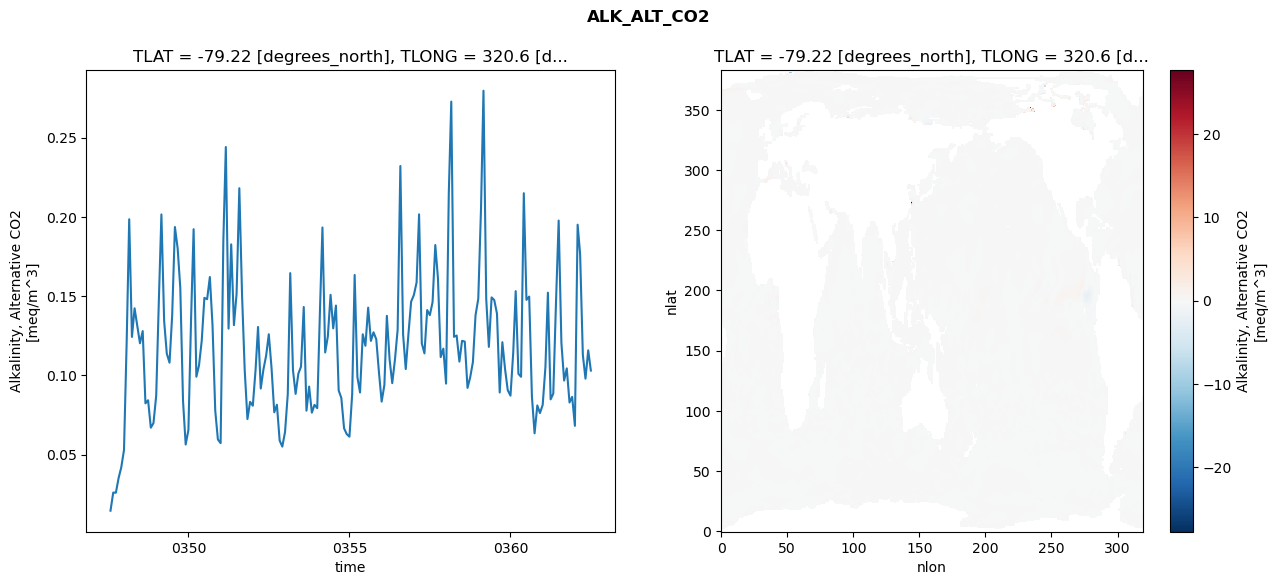 ALK_ALT_CO2
TLAT = -79.22 [degrees_north], TLONG = 320.6 [d...
Alkalinity, Alternative CO2
[meq/m^3]
0.25
0.20
0.15
0.10
0.05
0350
0355
0360
time
TLAT = -79.22 [degrees_north], TLONG = 320.6 [d...
nlat
350
300
250
200
150
100
50
0
0
50
100
150
200
250
300
nlon
20
10
0
−10
−20
Alkalinity, Alternative CO2
[meq/m^3]